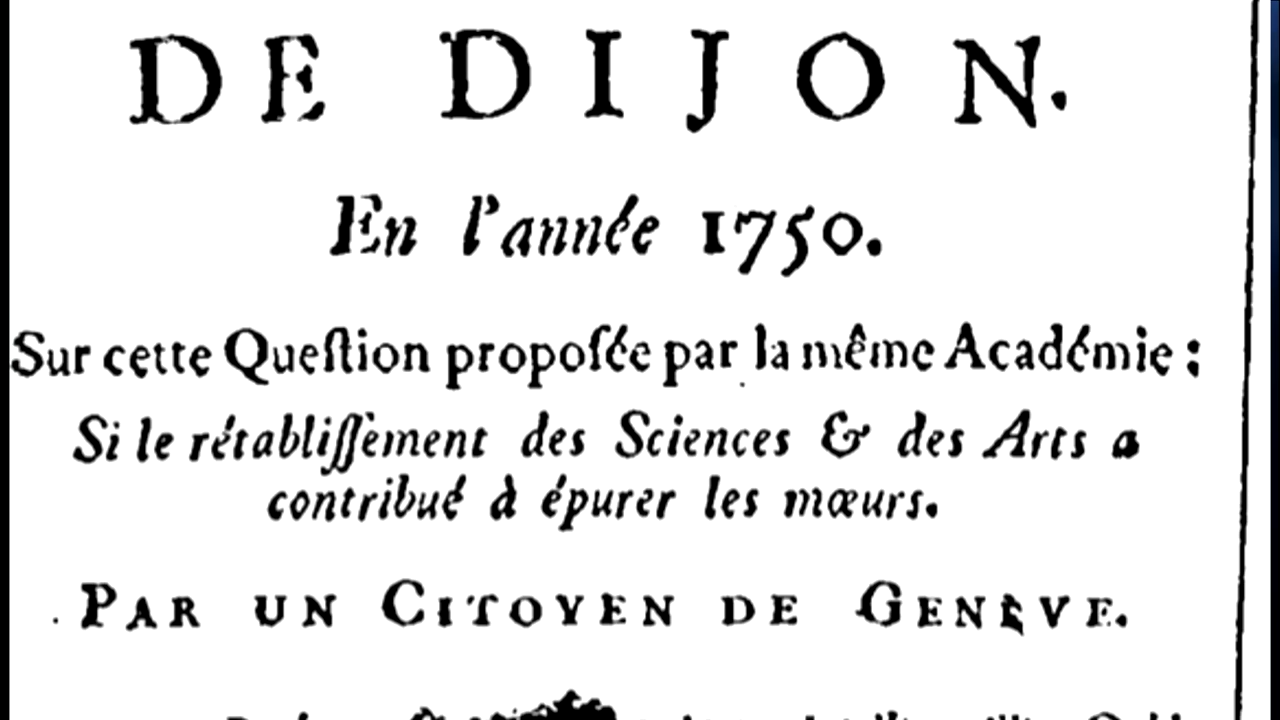 DE DIJON.
En l'année 1750.
Sur cette Queſtion propoſée par la même Académie :
Si le rétabliſſement des Sciences & des Arts a
contribué à épurer les mœurs.
PAR UN CITOYEN DE GENÈVE.